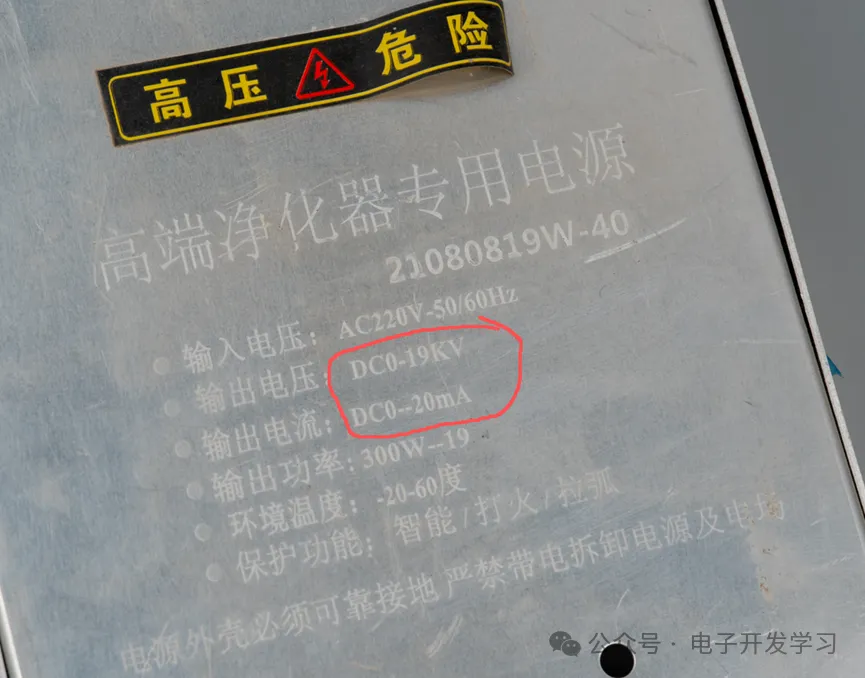 高压危险
高端净化器专用电源
21080819W-40
输入电压：AC220V-50/60Hz
输出电压：DC0-19KV
输出电流：DC0--20mA
输出功率：300W--19
环境温度：-20-60度
保护功能：智能/打火/拉弧
电源外壳必须可靠接地 严禁带电拆卸电源及电场
公众号 · 电子开发学习